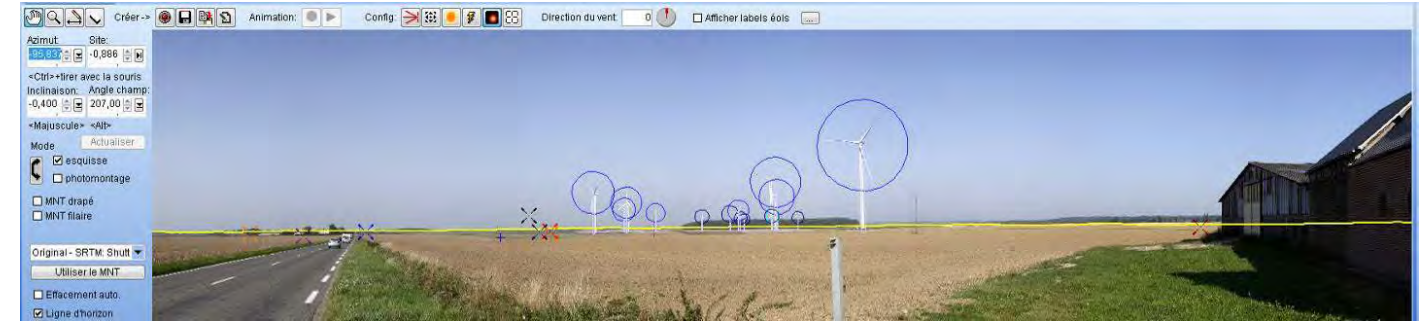 Créer-> Animation: Config: Direction du vent: 0 Afficher labels éols ...
Azimut: Site:
-95,837 -0,886
<Ctrl>+tirer avec la souris
Inclinaison: Angle champ:
-0,400 207,00
<Majuscule> <Alt>
Mode Actualiser
esquisse
photomontage
MNT drapé
MNT filaire
Original - SRTM: Shutt
Utiliser le MNT
Effacement auto.
Ligne d'horizon